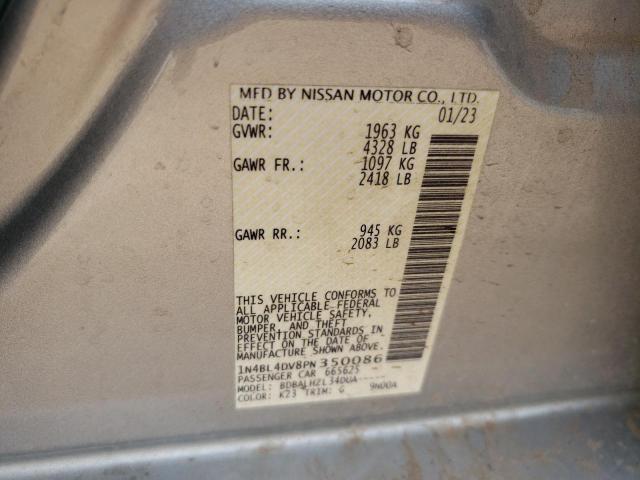 MFD BY NISSAN MOTOR CO., LTD.
DATE: 01/23
GVWR: 1963 KG
4328 LB
GAWR FR.: 1097 KG
2418 LB
GAWR RR.: 945 KG
2083 LB
THIS VEHICLE CONFORMS TO
ALL APPLICABLE FEDERAL
MOTOR VEHICLE SAFETY,
BUMPER, AND THEFT
PREVENTION STANDARDS IN
EFFECT ON THE DATE OF
MANUFACTURE SHOWN ABOVE.
1N4BL4DV8PN350086
PASSENGER CAR 665625
MODEL: BDBALHZL34DUA-----
COLOR: K23 TRIM: G 9N00A